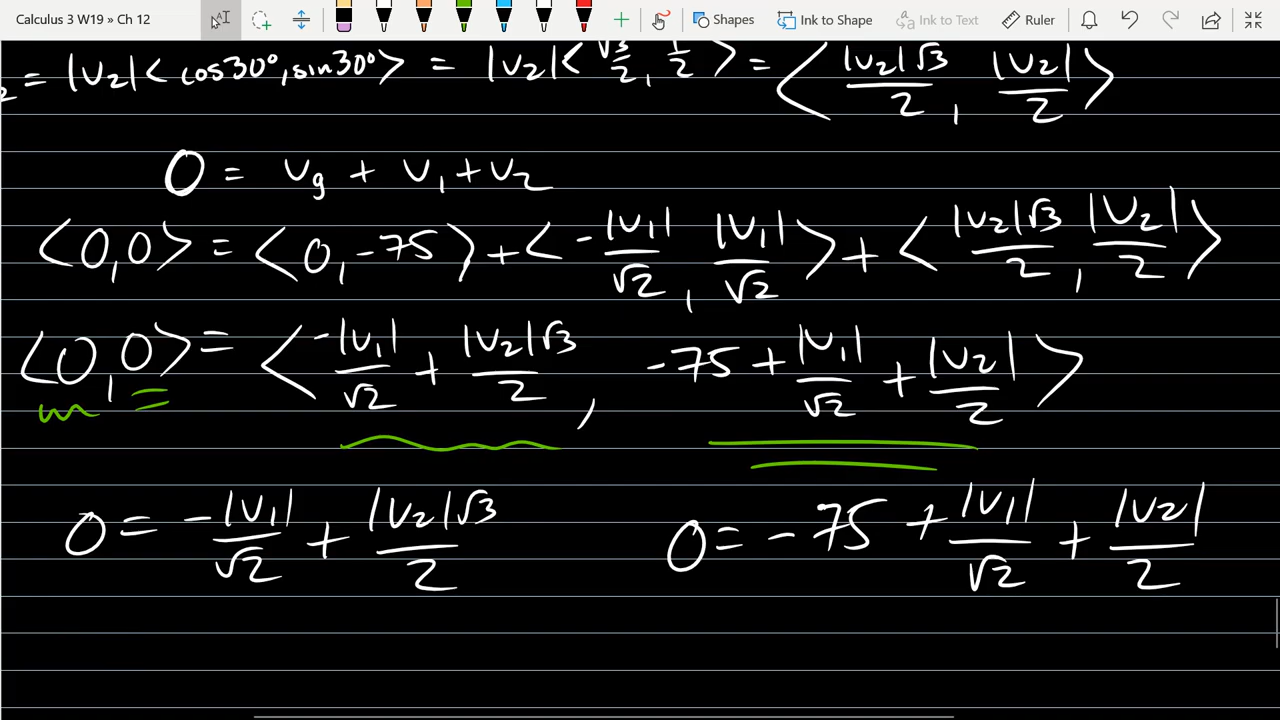 Calculus 3 W19 » Ch 12
Shapes
Ink to Shape
Ink to Text
Ruler
2 = |V2|< cos30°, sin30° > = |V2|< √3/2, 1/2 > = < |V2|√3/2, |V2|/2 >
0 = Vg + V1 + V2
<0,0> = <0, -75> + < -|V1|/√2, |V1|/√2 > + < |V2|√3/2, |V2|/2 >
<0,0> = < -|V1|/√2 + |V2|√3/2, -75 + |V1|/√2 + |V2|/2 >
0 = -|V1|/√2 + |V2|√3/2
0 = -75 + |V1|/√2 + |V2|/2